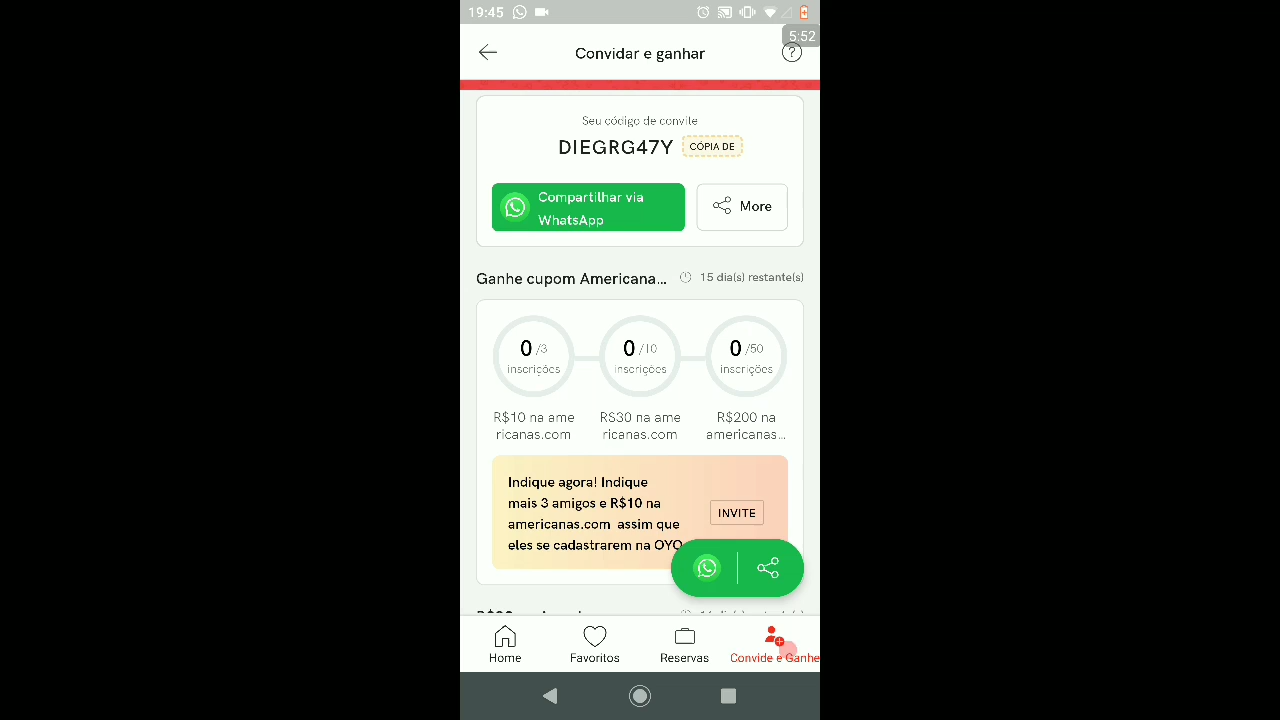 19:45
5:52
Convidar e ganhar
?
Seu código de convite
DIEGRG47Y CÓPIA DE
Compartilhar via
WhatsApp
More
Ganhe cupom Americana... 15 dia(s) restante(s)
0 /3 0 /10 0 /50
inscrições inscrições inscrições
R$10 na ame R$30 na ame R$200 na
ricanas.com ricanas.com americanas...
Indique agora! Indique
mais 3 amigos e R$10 na
americanas.com assim que
eles se cadastrarem na OYO
INVITE
Home Favoritos Reservas Convide e Ganhe